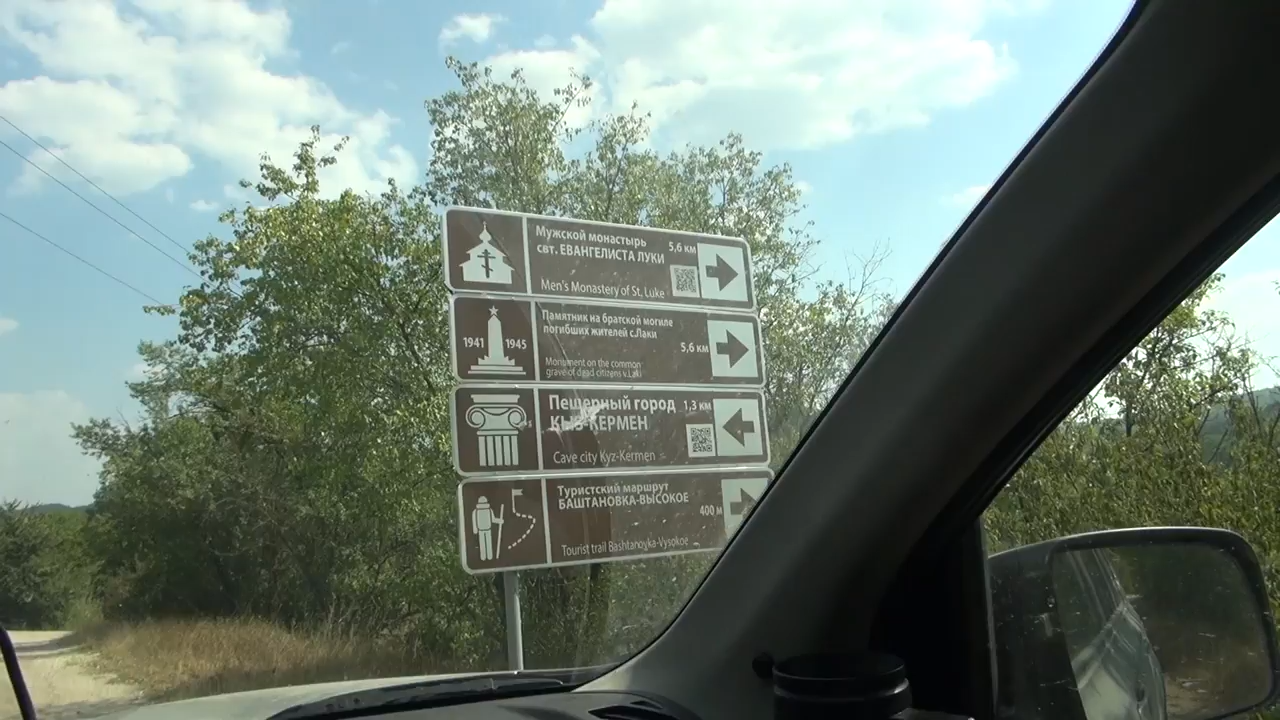 Мужской монастырь
свт. ЕВАНГЕЛИСТА ЛУКИ
5,6 км
Men's Monastery of St. Luke
1941 1945
Памятник на братской могиле
погибших жителей с.Лаки
5,6 км
Monument on the common
grave of dead citizens v.Laki
Пещерный город
КЫЗ-КЕРМЕН
1,3 км
Cave city Kyz-Kermen
Туристский маршрут
БАШТАНОВКА-ВЫСОКОЕ
400 м
Tourist trail Bashtanovka-Vysokoe